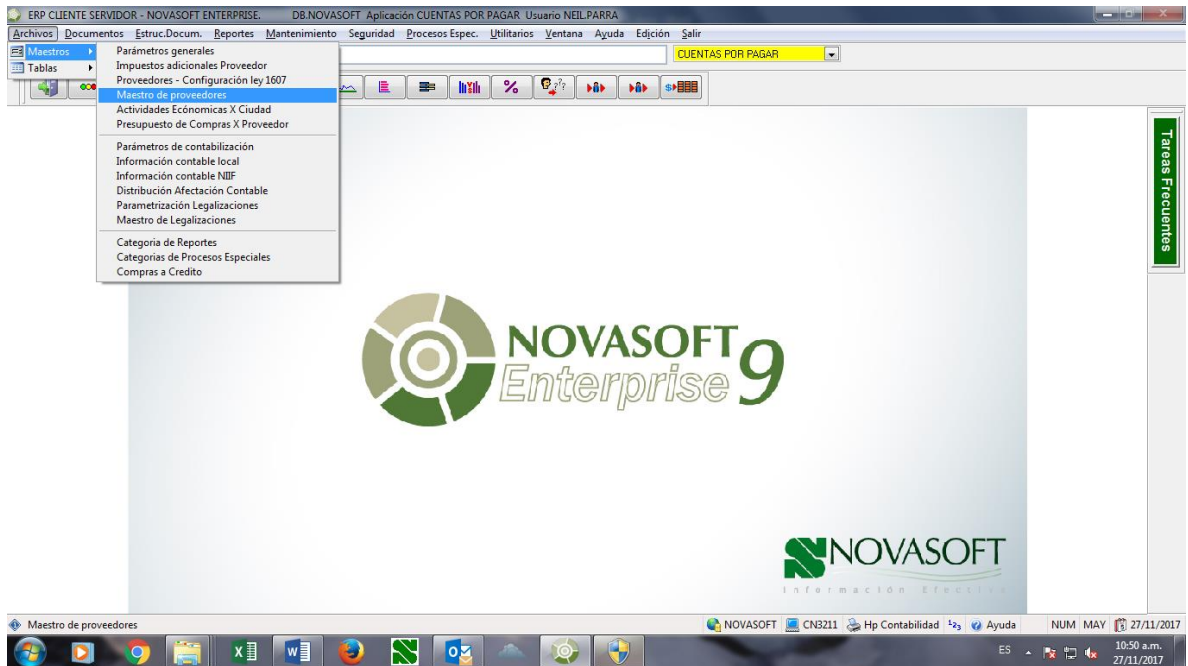 ERP CLIENTE SERVIDOR - NOVASOFT ENTERPRISE. DB.NOVASOFT Aplicación CUENTAS POR PAGAR Usuario NEIL.PARRA
Archivos Documentos Estruc.Docum. Reportes Mantenimiento Seguridad Procesos Espec. Utilitarios Ventana Ayuda Edición Salir
Maestros
Tablas
CUENTAS POR PAGAR
Parámetros generales
Impuestos adicionales Proveedor
Proveedores - Configuración ley 1607
Maestro de proveedores
Actividades Ecónomicas X Ciudad
Presupuesto de Compras X Proveedor
Parámetros de contabilización
Información contable local
Información contable NIIF
Distribución Afectación Contable
Parametrización Legalizaciones
Maestro de Legalizaciones
Categoria de Reportes
Categorias de Procesos Especiales
Compras a Credito
Tareas Frecuentes
NOVASOFT
Enterprise 9
NOVASOFT
Información Efectiva
Maestro de proveedores
NOVASOFT CN3211 Hp Contabilidad 123 Ayuda NUM MAY 27/11/2017
ES
10:50 a.m.
27/11/2017